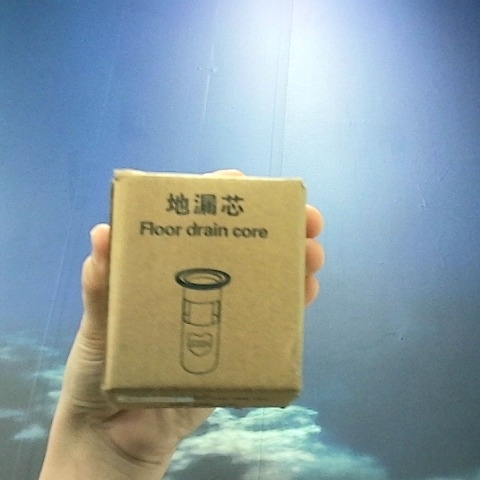 地漏芯
Floor drain core